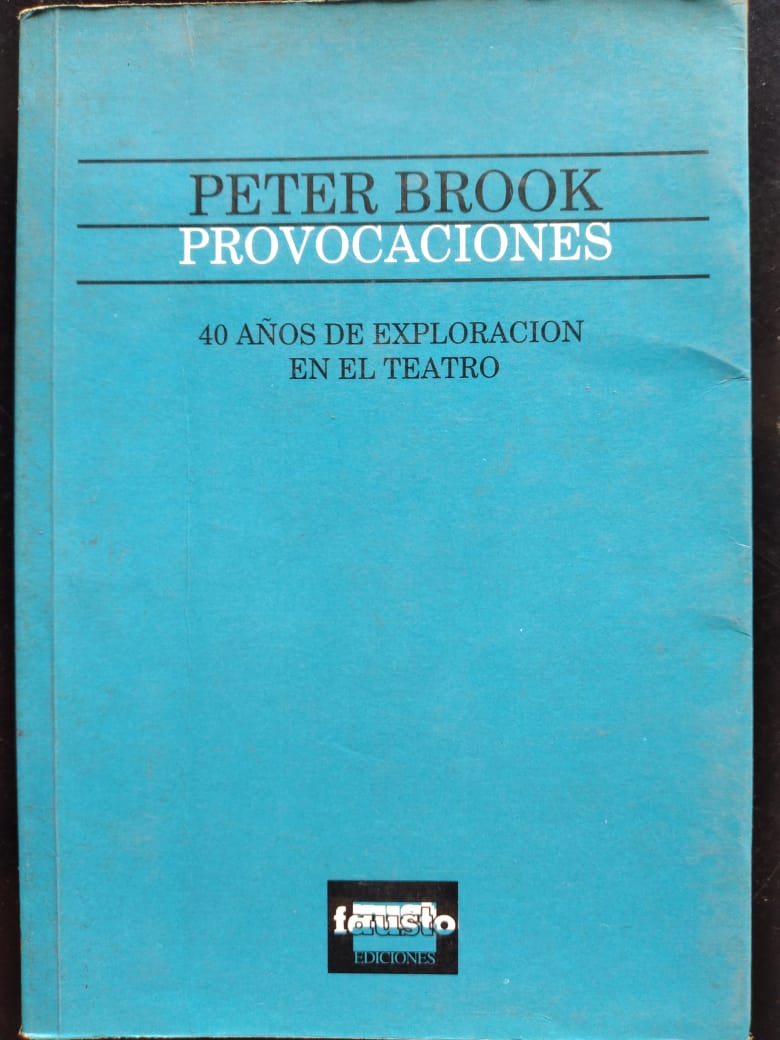 PETER BROOK
PROVOCACIONES
40 AÑOS DE EXPLORACION
EN EL TEATRO
fausto
EDICIONES